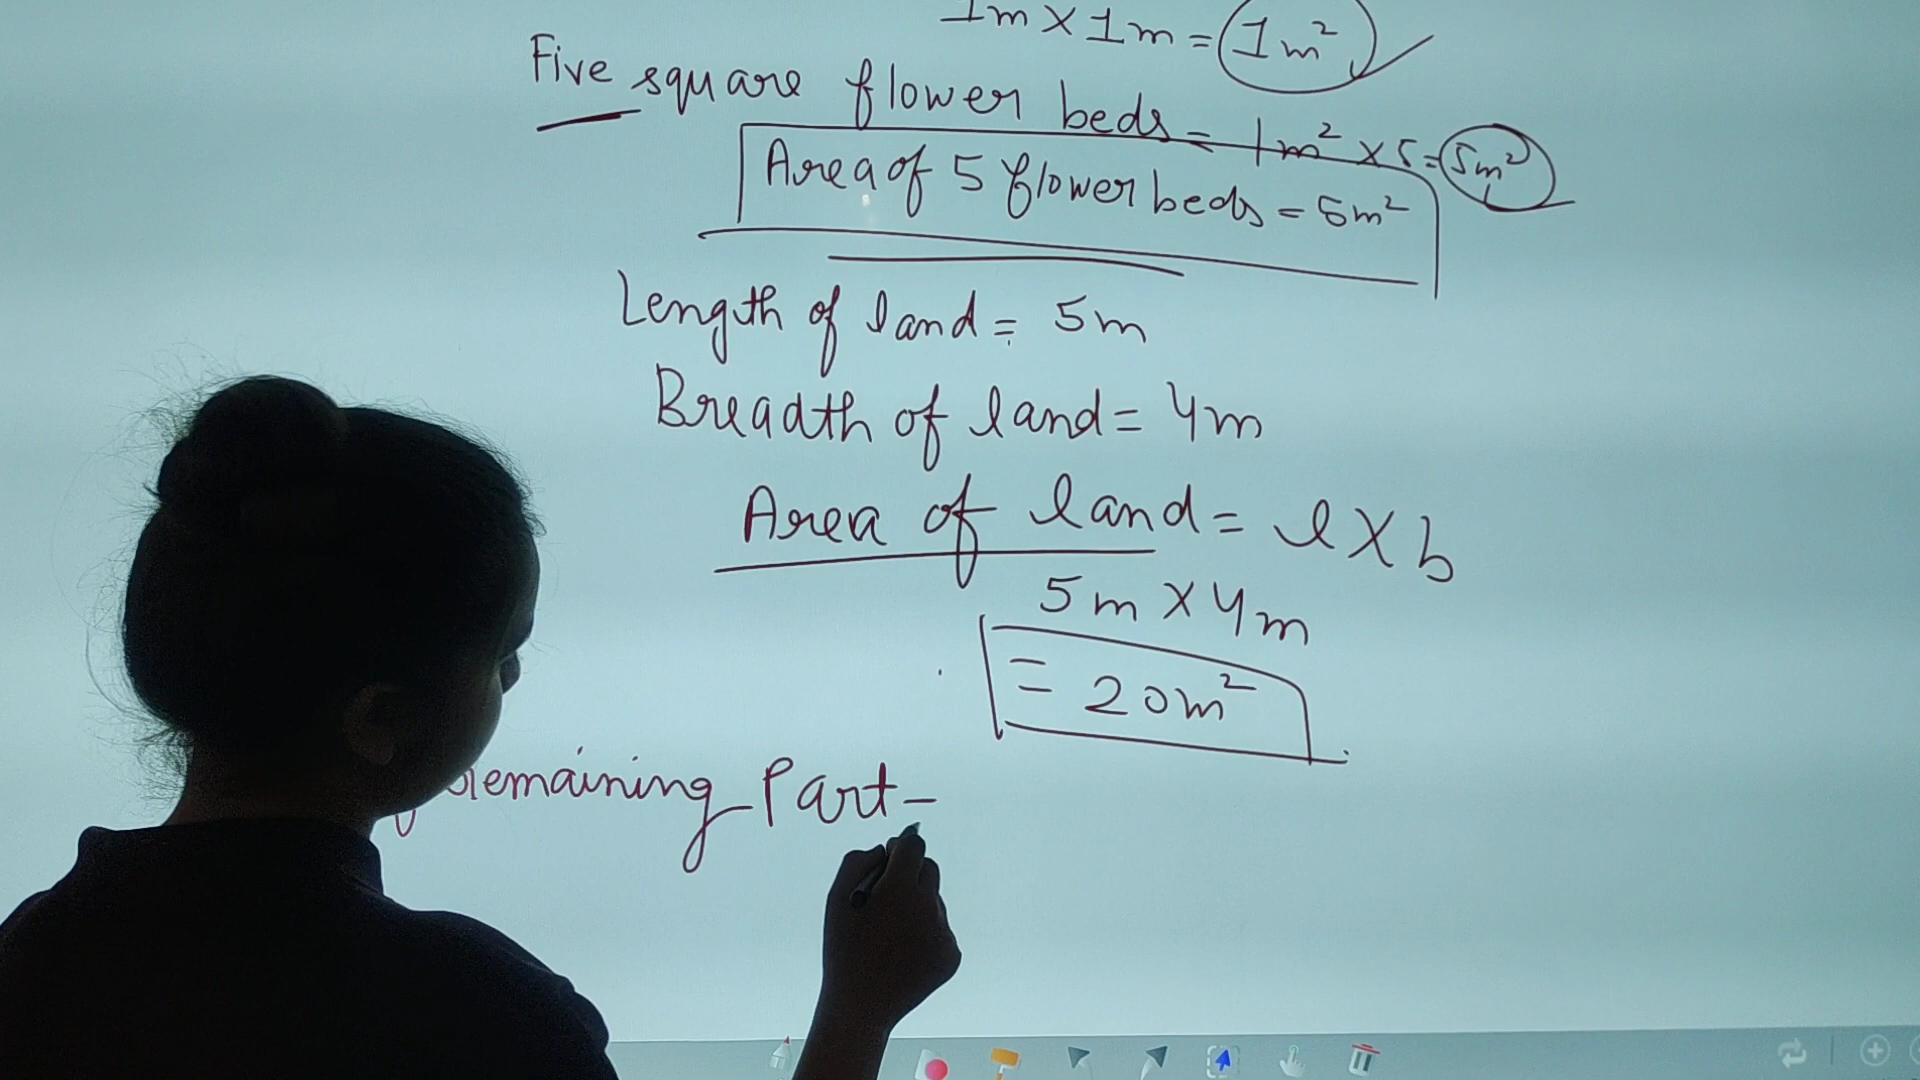 1m × 1m = 1m²
Five square flower beds = 1m² × 5 = 5m²
Area of 5 flower beds = 5m²
Length of land = 5m
Breadth of land = 4m
Area of land = l × b
5m × 4m
= 20m²
Remaining Part -